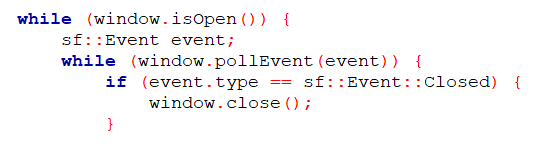 while (window.isOpen()) {
    sf::Event event;
    while (window.pollEvent(event)) {
        if (event.type == sf::Event::Closed) {
            window.close();
        }